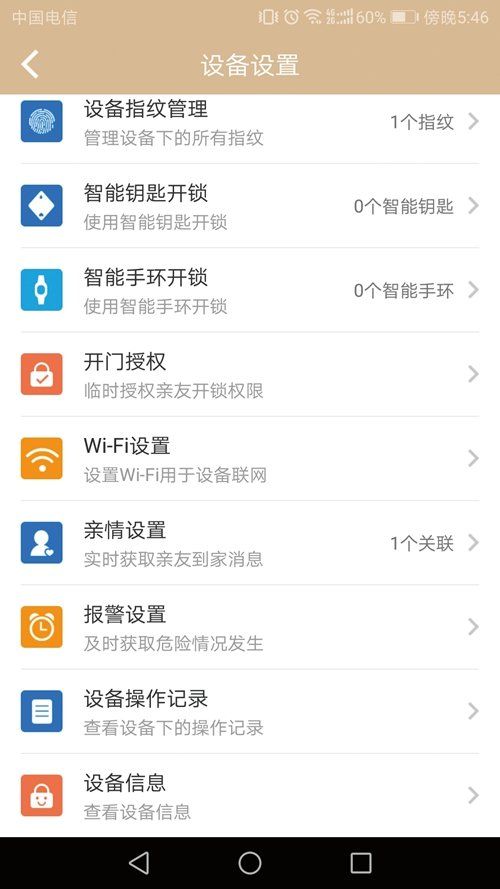 中国电信 60% 傍晚5:46
设备设置
设备指纹管理
管理设备下的所有指纹
1个指纹
智能钥匙开锁
使用智能钥匙开锁
0个智能钥匙
智能手环开锁
使用智能手环开锁
0个智能手环
开门授权
临时授权亲友开锁权限
Wi-Fi设置
设置Wi-Fi用于设备联网
亲情设置
实时获取亲友到家消息
1个关联
报警设置
及时获取危险情况发生
设备操作记录
查看设备下的操作记录
设备信息
查看设备信息